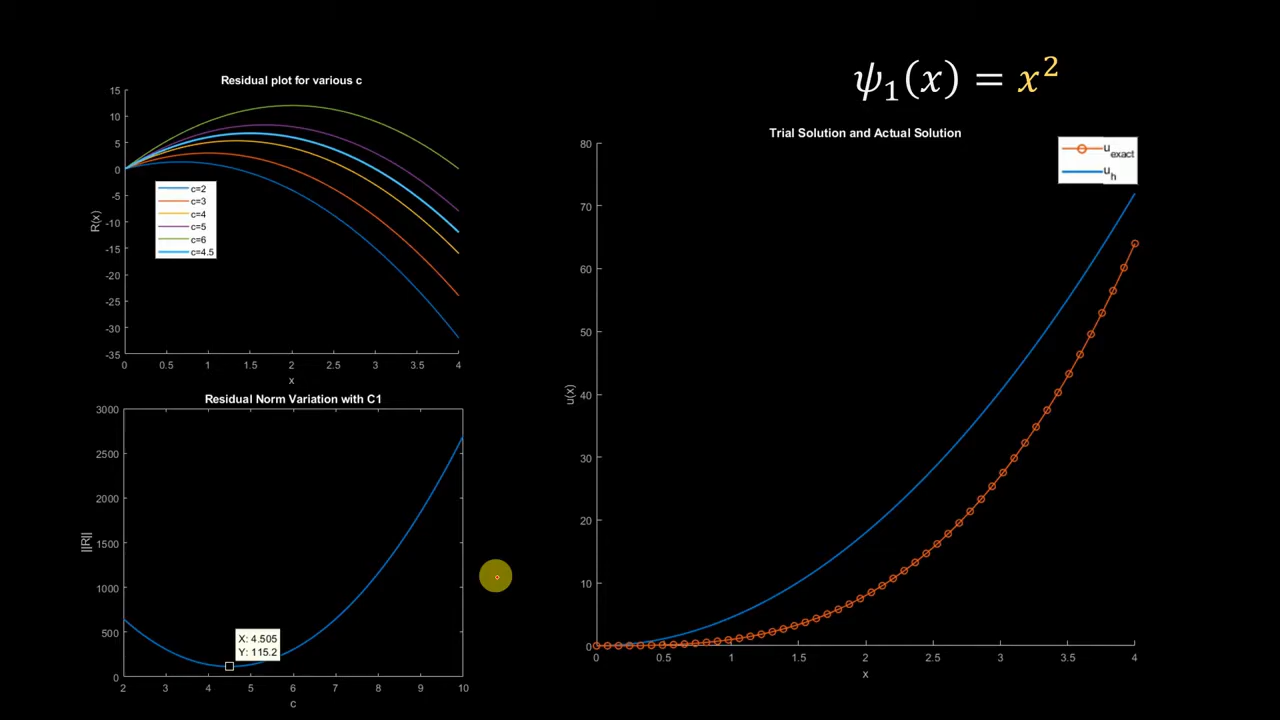 Residual plot for various c
15
10
5
0
-5
-10
-15
-20
-25
-30
-35
R(x)
c=2
c=3
c=4
c=5
c=6
c=4.5
0 0.5 1 1.5 2 2.5 3 3.5 4
x
Residual Norm Variation with C1
3000
2500
2000
1500
1000
500
0
||R||
X: 4.505
Y: 115.2
2 3 4 5 6 7 8 9 10
c
ψ₁(x) = x²
Trial Solution and Actual Solution
u_exact
u_h
80
70
60
50
40
30
20
10
0
u(x)
0 0.5 1 1.5 2 2.5 3 3.5 4
x